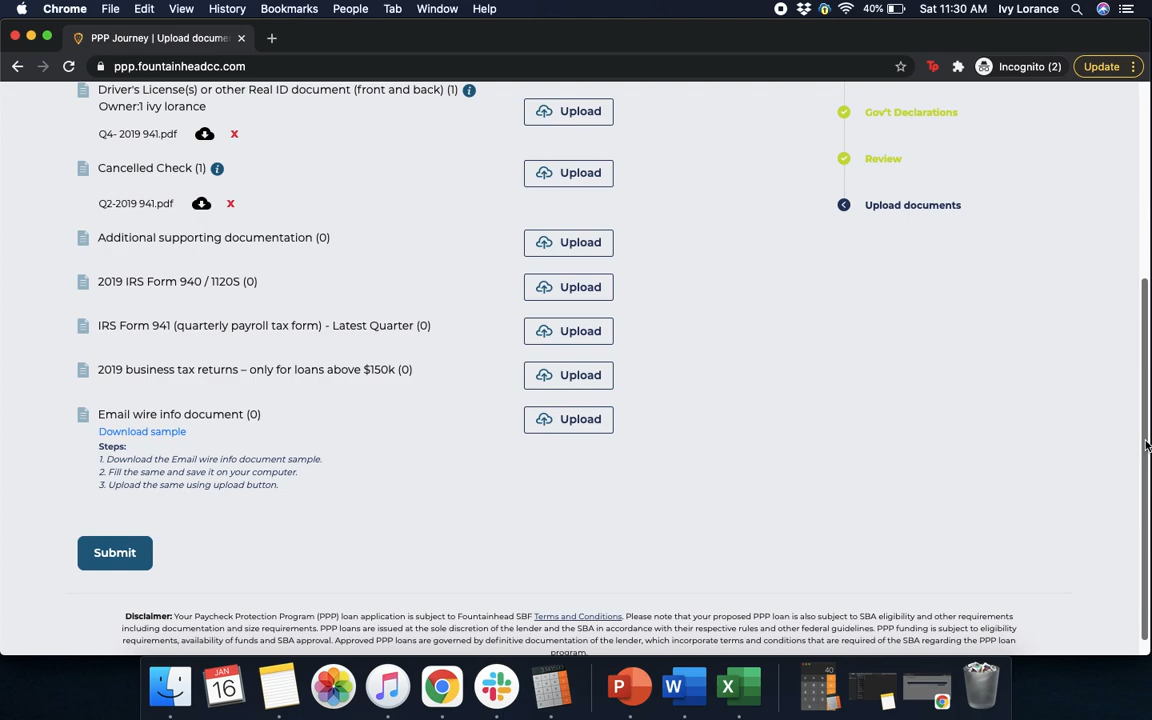 Chrome File Edit View History Bookmarks People Tab Window Help 40% Sat 11:30 AM Ivy Lorance
PPP Journey | Upload docume
ppp.fountainheadcc.com Tp Incognito (2) Update
Driver's License(s) or other Real ID document (front and back) (1)
Owner:1 ivy lorance
Upload
Gov't Declarations
Q4- 2019 941.pdf x
Review
Cancelled Check (1)
Upload
Q2-2019 941.pdf x
Upload documents
Additional supporting documentation (0) Upload
2019 IRS Form 940 / 1120S (0) Upload
IRS Form 941 (quarterly payroll tax form) - Latest Quarter (0) Upload
2019 business tax returns – only for loans above $150k (0) Upload
Email wire info document (0) Upload
Download sample
Steps:
1. Download the Email wire info document sample.
2. Fill the same and save it on your computer.
3. Upload the same using upload button.
Submit
Disclaimer: Your Paycheck Protection Program (PPP) loan application is subject to Fountainhead SBF Terms and Conditions. Please note that your proposed PPP loan is also subject to SBA eligibility and other requirements
including documentation and size requirements. PPP loans are issued at the sole discretion of the lender and the SBA in accordance with their respective rules and other federal guidelines. PPP funding is subject to eligibility
requirements, availability of funds and SBA approval. Approved PPP loans are governed by definitive documentation of the lender, which incorporate terms and conditions that are required of the SBA regarding the PPP loan
program.
JAN
16
P W X 40